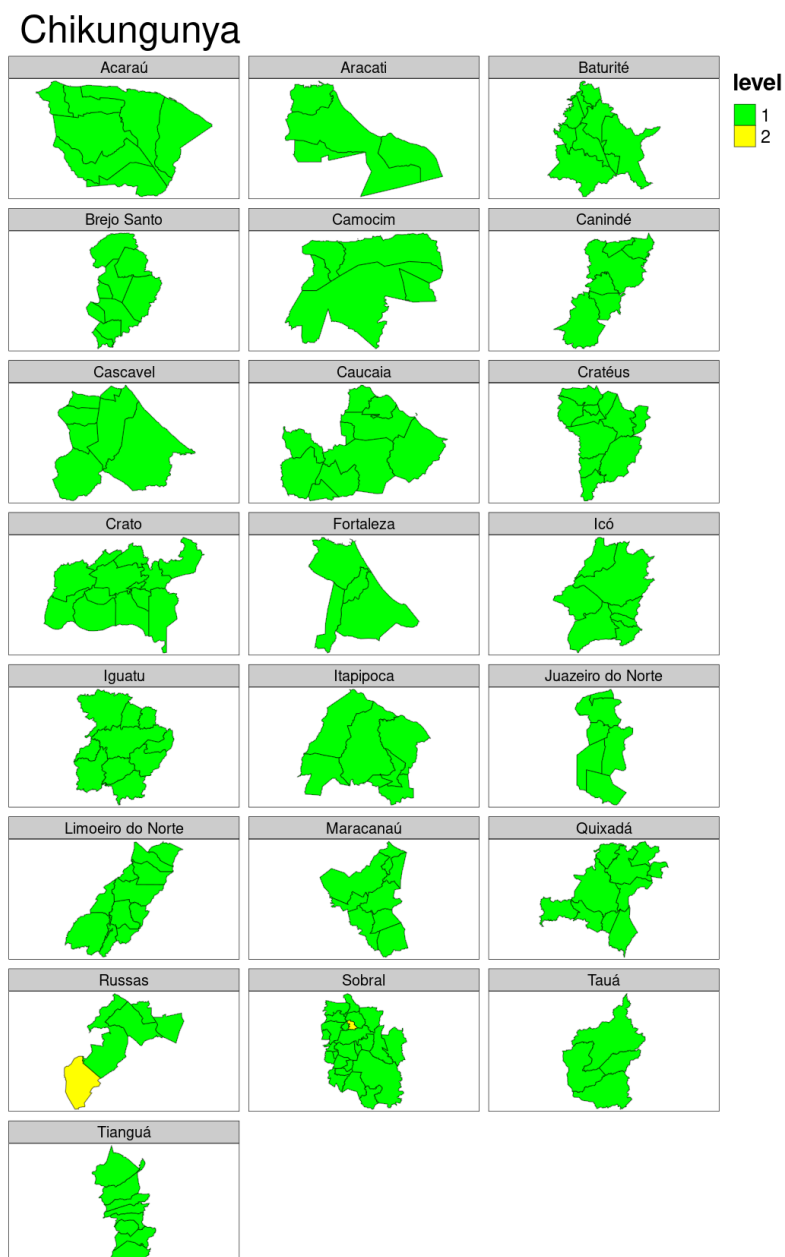 Chikungunya
Acaraú
Aracati
Baturité
level
1
2
Brejo Santo
Camocim
Canindé
Cascavel
Caucaia
Cratéus
Crato
Fortaleza
Icó
Iguatu
Itapipoca
Juazeiro do Norte
Limoeiro do Norte
Maracanaú
Quixadá
Russas
Sobral
Tauá
Tianguá